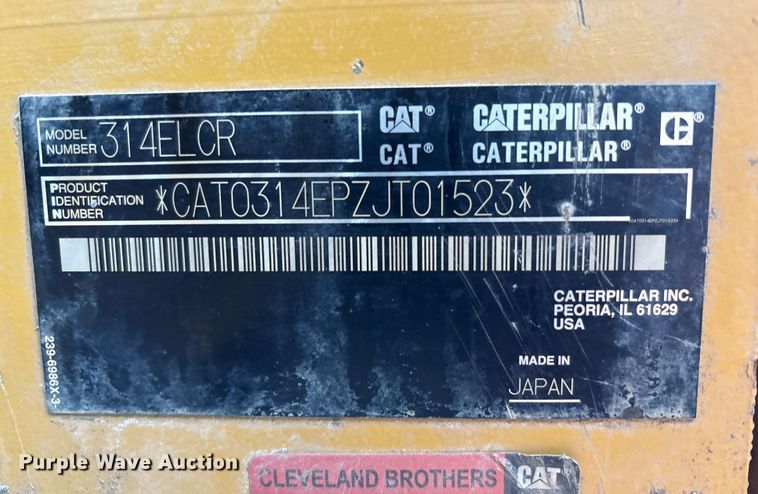 MODEL NUMBER 314ELCR
CAT® CATERPILLAR® C®
CAT® CATERPILLAR®
PRODUCT IDENTIFICATION NUMBER *CAT0314EPZJT01523*
CATERPILLAR INC.
PEORIA, IL 61629
USA
MADE IN
JAPAN
239-6986X-3
Purple Wave Auction
CLEVELAND BROTHERS CAT